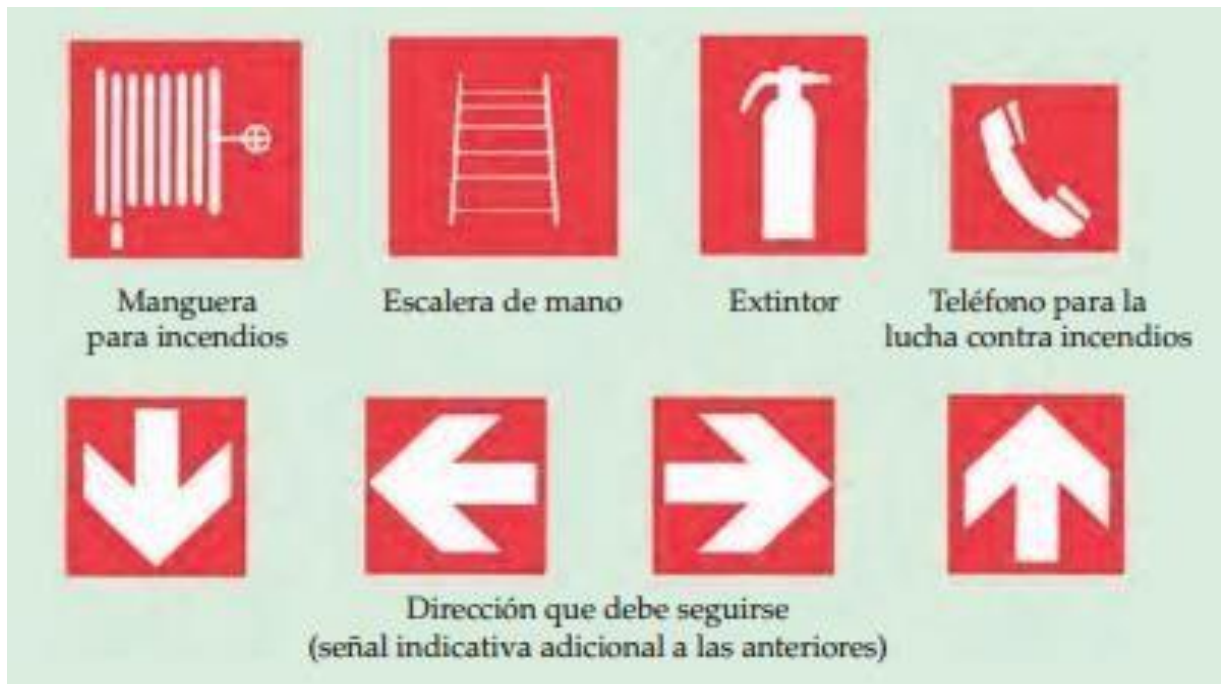 Manguera
para incendios
Escalera de mano
Extintor
Teléfono para la
lucha contra incendios
Dirección que debe seguirse
(señal indicativa adicional a las anteriores)